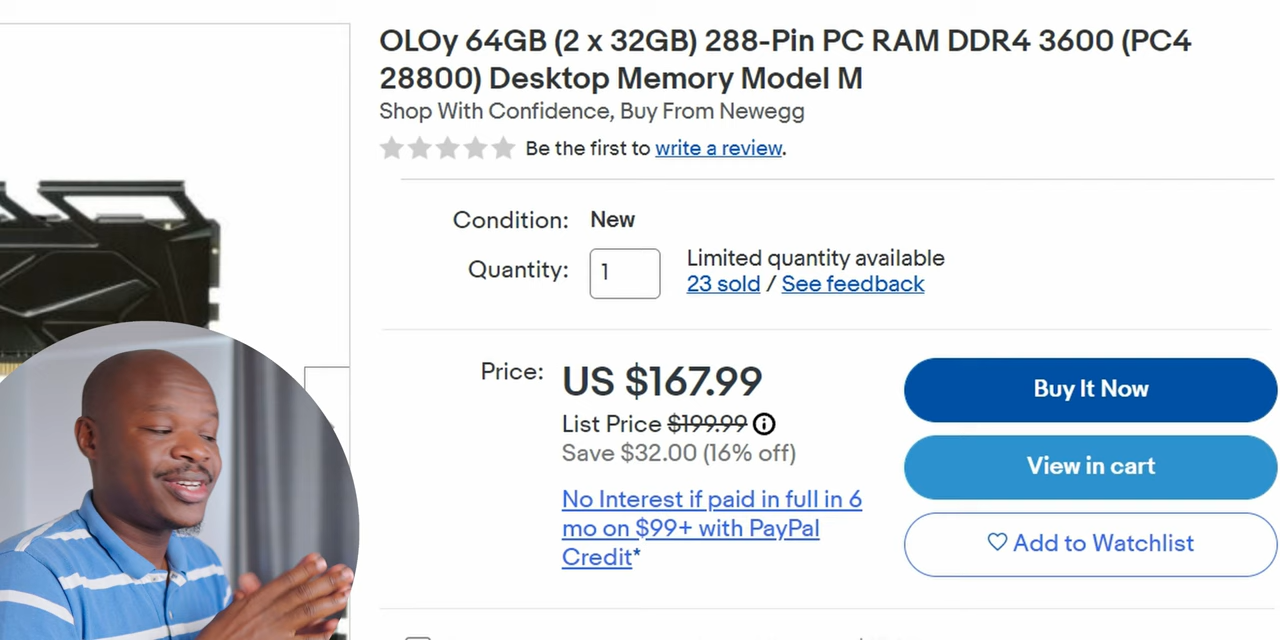 OLOy 64GB (2 x 32GB) 288-Pin PC RAM DDR4 3600 (PC4
28800) Desktop Memory Model M
Shop With Confidence, Buy From Newegg
Be the first to write a review.
Condition: New
Quantity: 1
Limited quantity available
23 sold / See feedback
Price: US $167.99
List Price $199.99
Save $32.00 (16% off)
No Interest if paid in full in 6
mo on $99+ with PayPal
Credit*
Buy It Now
View in cart
Add to Watchlist